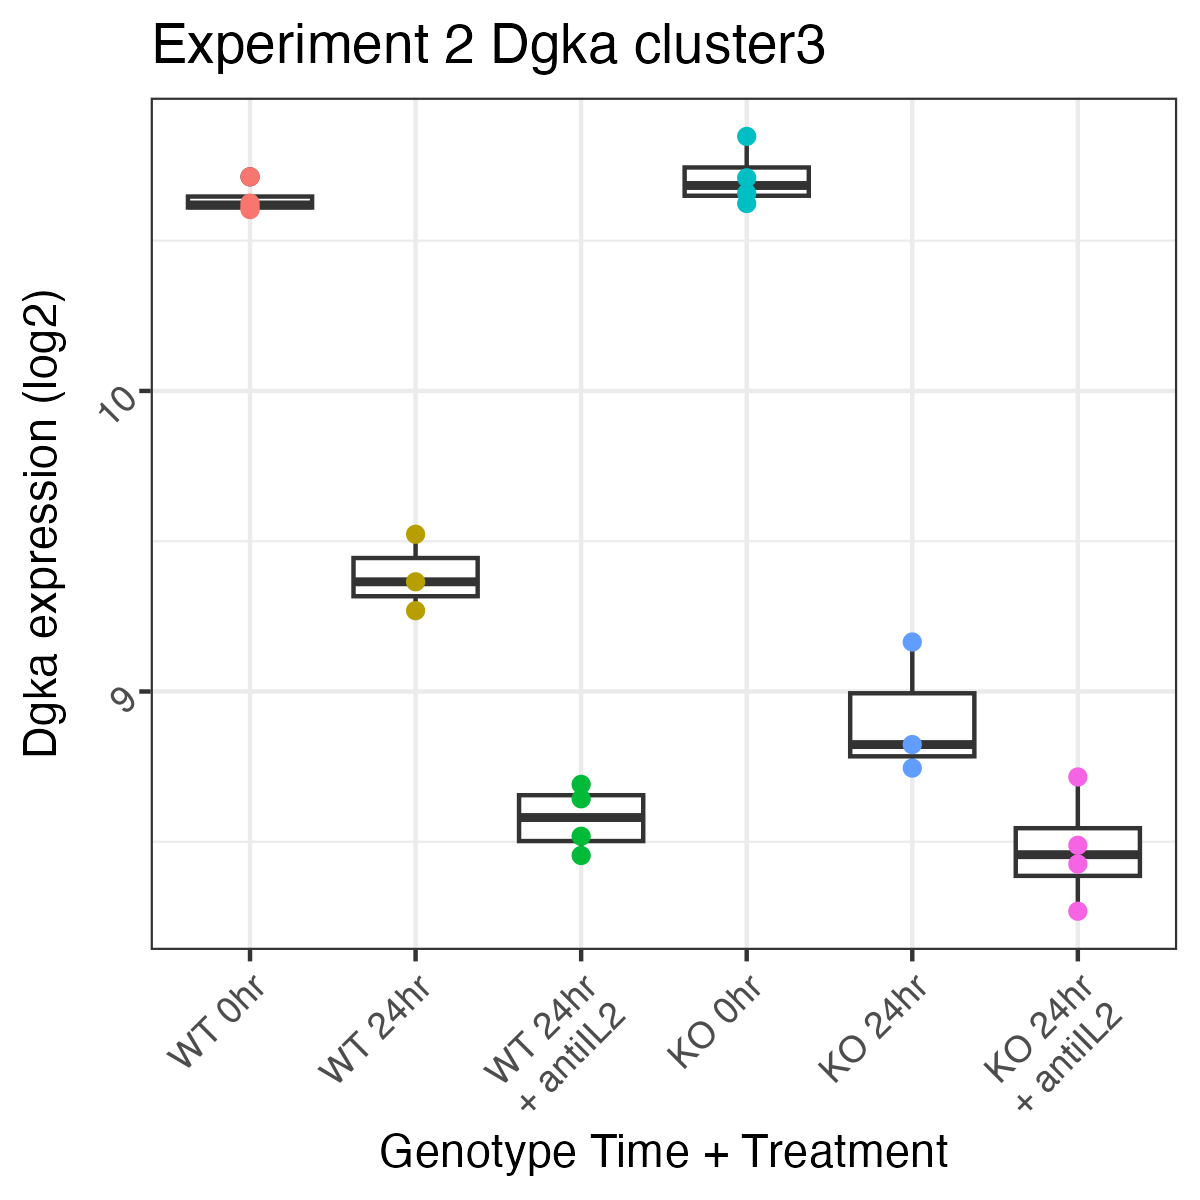 Experiment 2 Dgka cluster3
Dgka expression (log2)
10
9
WT 0hr
WT 24hr
WT 24hr
+ antiIL2
KO 0hr
KO 24hr
KO 24hr
+ antiIL2
Genotype Time + Treatment